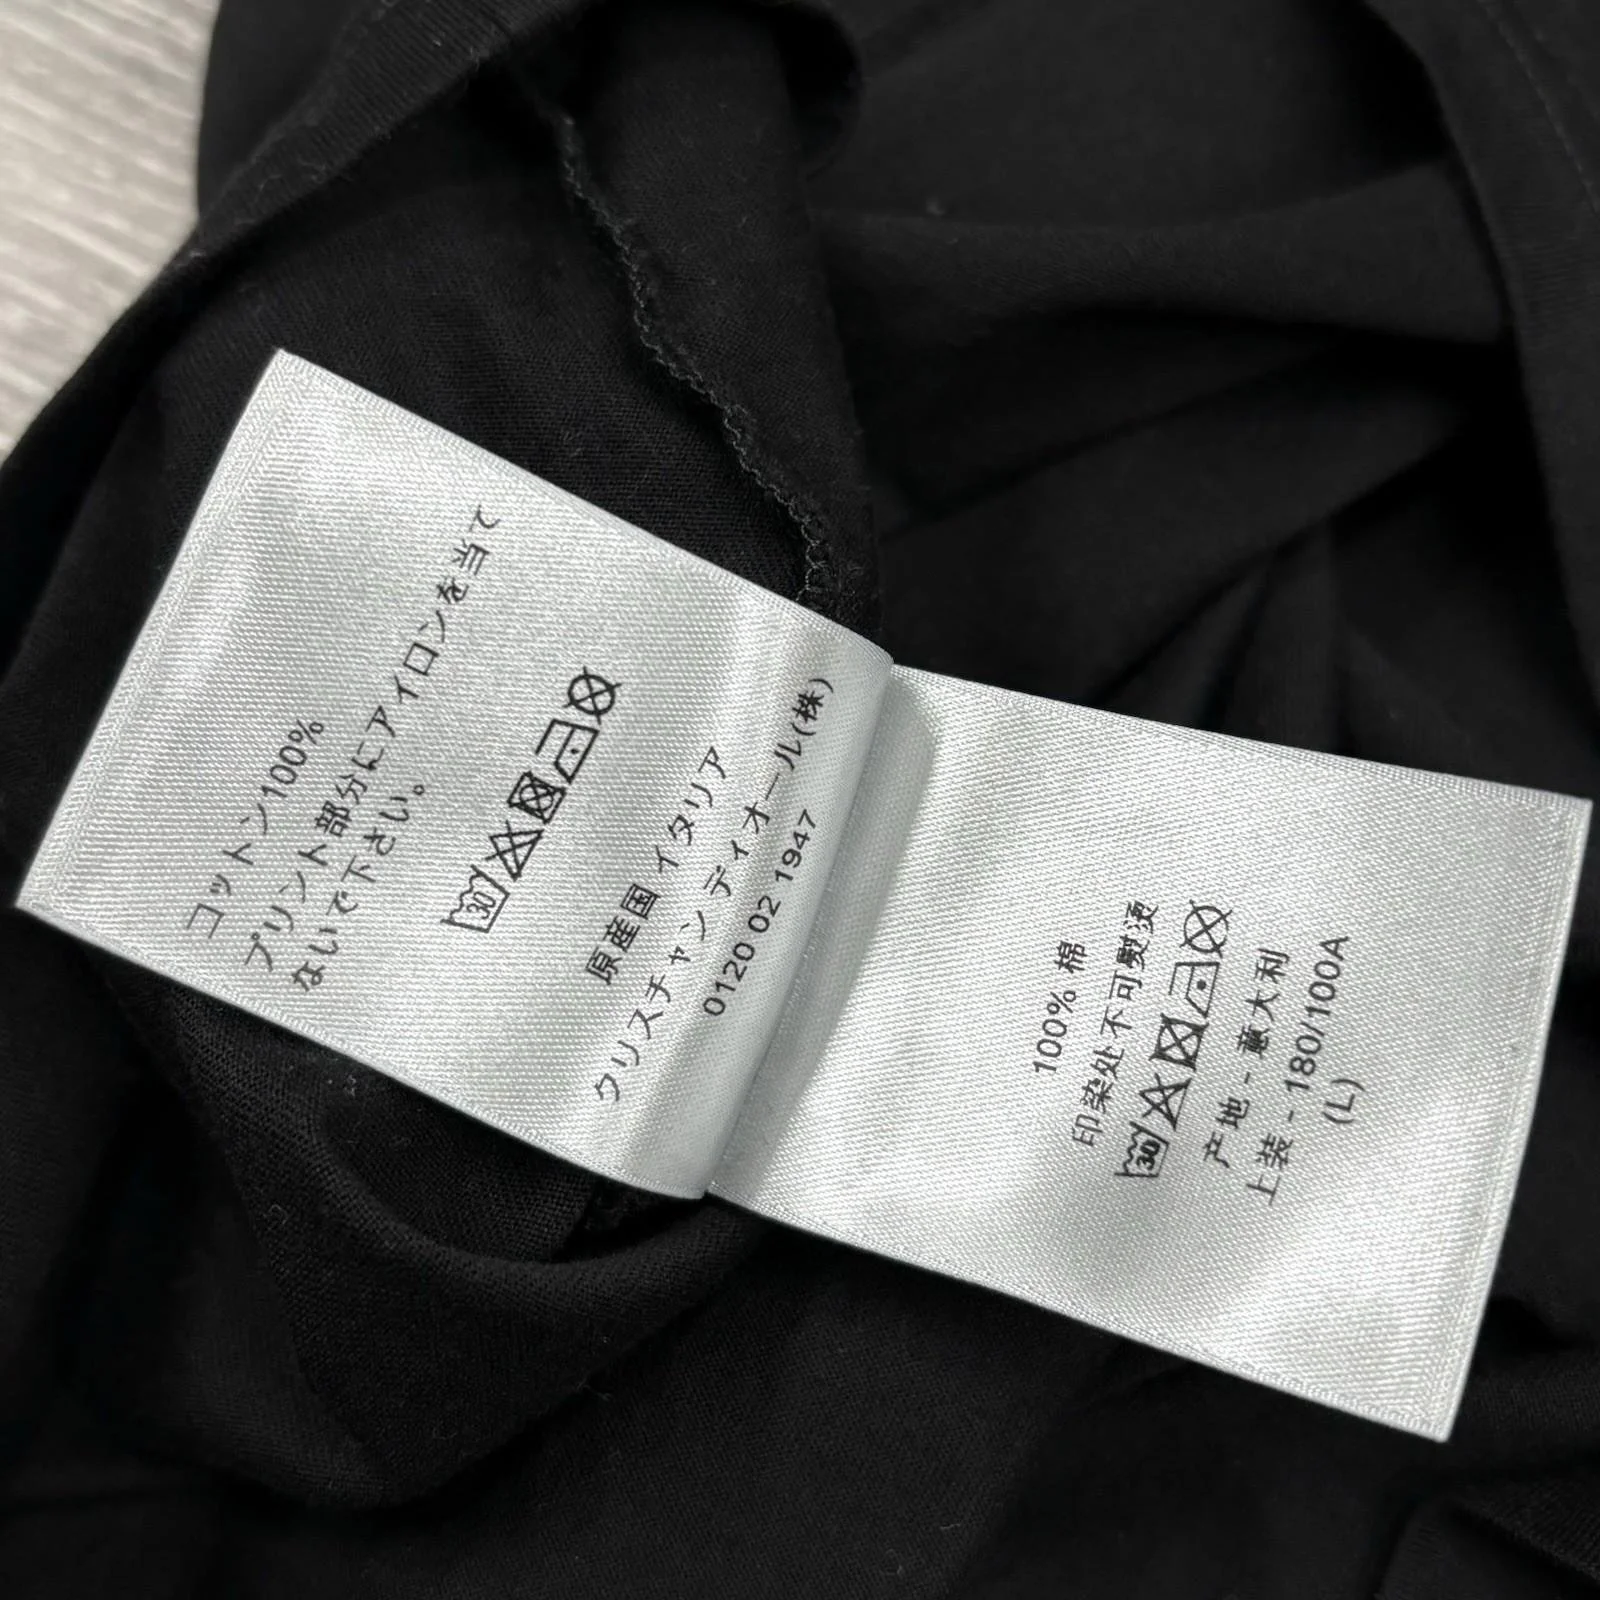 コットン100%
プリント部分にアイロンを当て
ないで下さい。
30
原産国 イタリア
クリスチャン ディオール(株)
0120 02 1947
100% 棉
印染处不可熨烫
30
产地 - 意大利
上装 - 180/100A
(L)